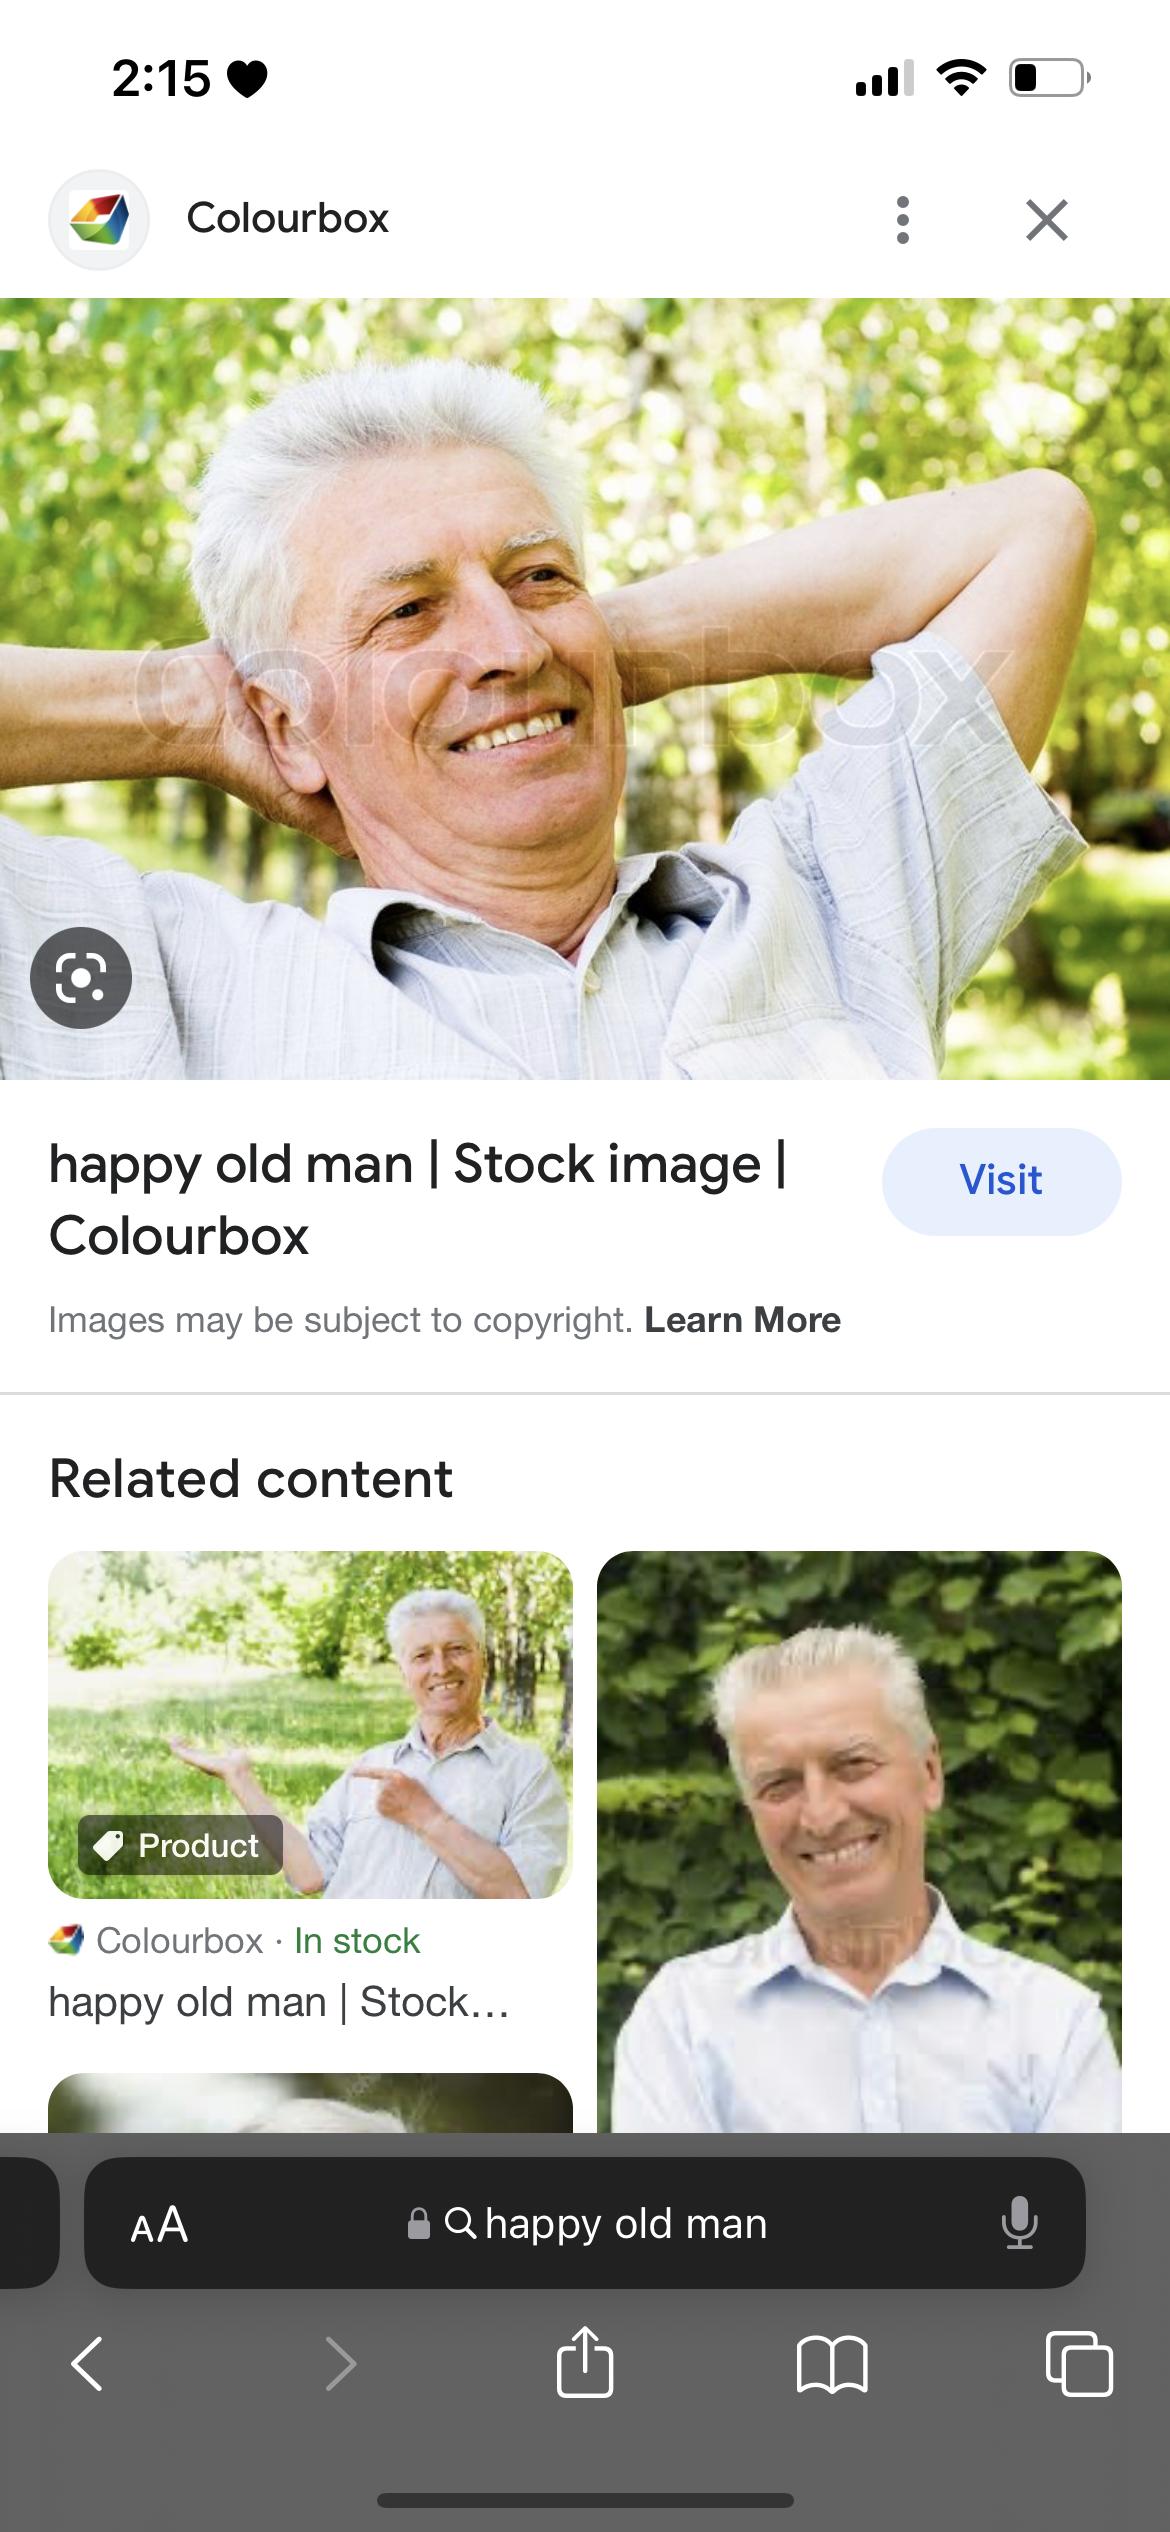 2:15
Colourbox
colourbox
happy old man | Stock image |
Colourbox
Visit
Images may be subject to copyright. Learn More
Related content
Product
Colourbox · In stock
happy old man | Stock...
AA
happy old man